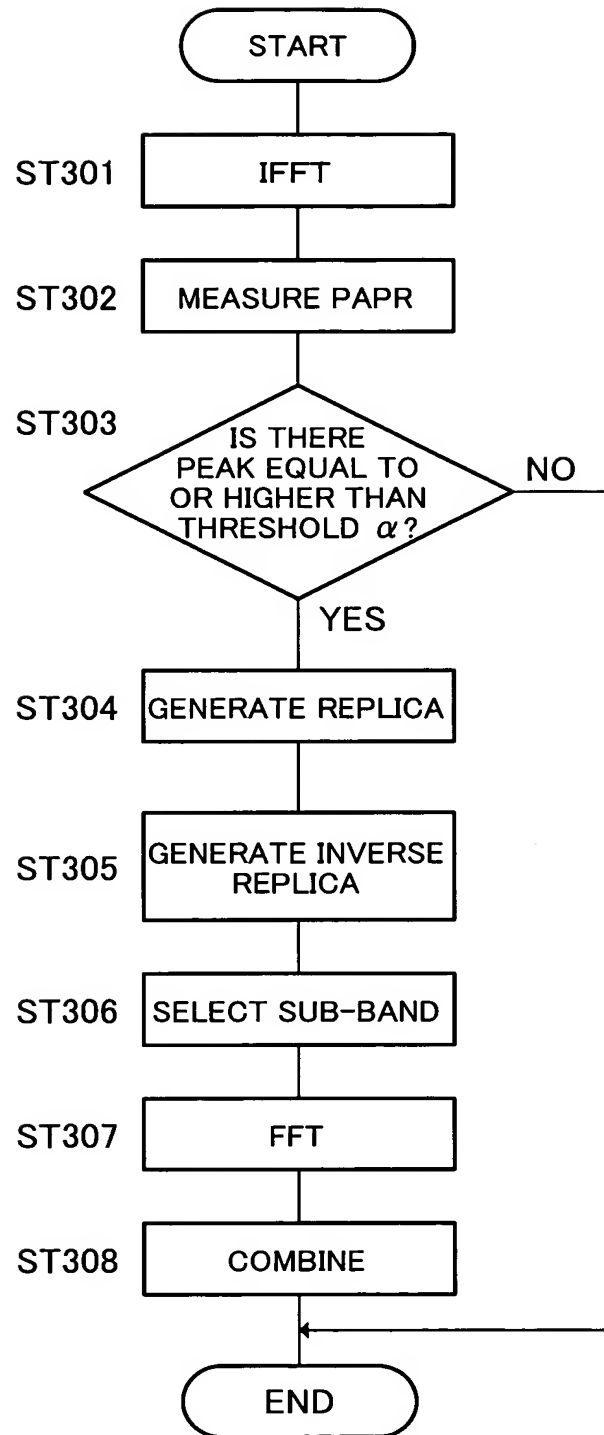 START
ST301
IFFT
ST302
MEASURE PAPR
ST303
IS THERE
PEAK EQUAL TO
OR HIGHER THAN
THRESHOLD α?
NO
YES
ST304
GENERATE REPLICA
ST305
GENERATE INVERSE
REPLICA
ST306
SELECT SUB-BAND
ST307
FFT
ST308
COMBINE
END